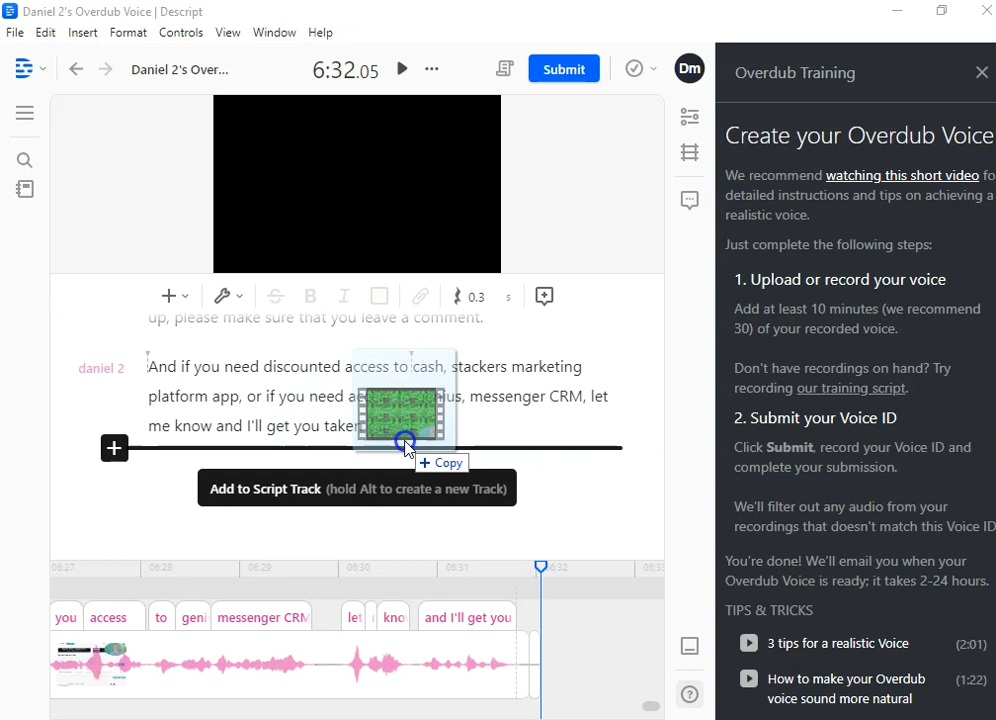 Daniel 2's Overdub Voice | Descript
File Edit Insert Format Controls View Window Help
Daniel 2's Over...
6:32.05
Submit
Dm
Overdub Training
Create your Overdub Voice
We recommend watching this short video fo
detailed instructions and tips on achieving a
realistic voice.
Just complete the following steps:
1. Upload or record your voice
Add at least 10 minutes (we recommend
30) of your recorded voice.
Don't have recordings on hand? Try
recording our training script.
2. Submit your Voice ID
Click Submit, record your Voice ID and
complete your submission.
We'll filter out any audio from your
recordings that doesn't match this Voice ID
You're done! We'll email you when your
Overdub Voice is ready; it takes 2-24 hours.
TIPS & TRICKS
3 tips for a realistic Voice (2:01)
How to make your Overdub (1:22)
voice sound more natural
B I 0.3 s
up, please make sure that you leave a comment.
daniel 2
And if you need discounted access to cash, stackers marketing
platform app, or if you need ius, messenger CRM, let
me know and I'll get you taken
+ Copy
Add to Script Track (hold Alt to create a new Track)
06:27 06:28 06:29 06:30 06:31 06:32 06:33
you access to geni messenger CRM let kno and I'll get you